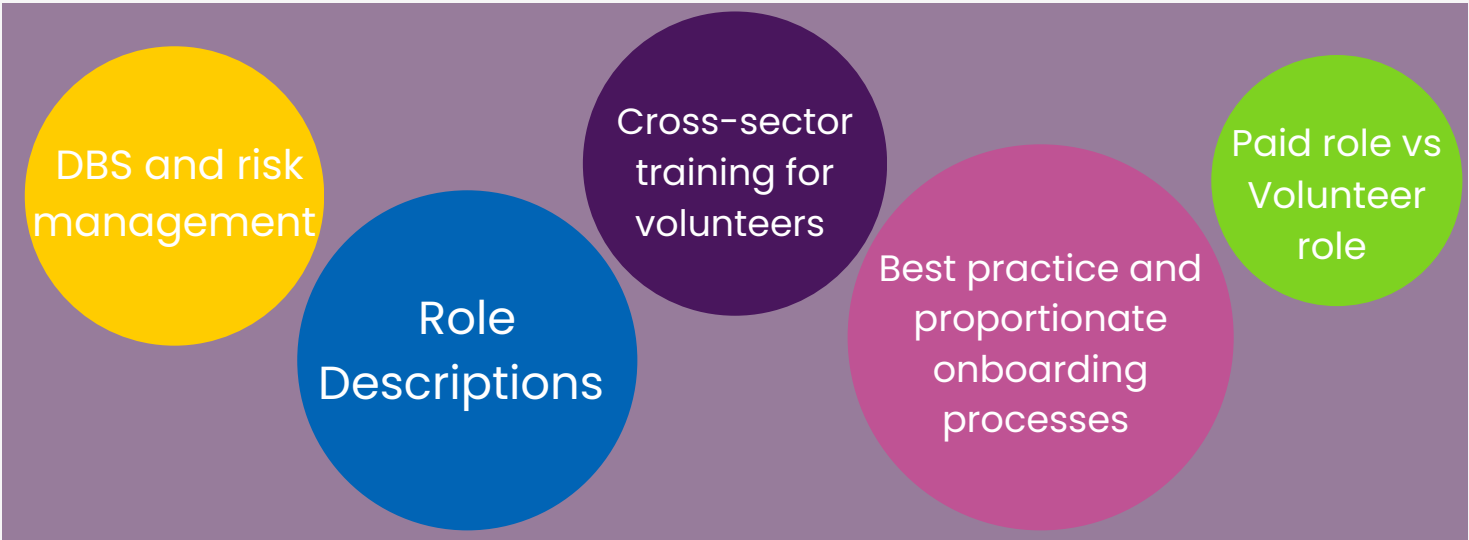 DBS and risk
management
Role
Descriptions
Cross-sector
training for
volunteers
Best practice and
proportionate
onboarding
processes
Paid role vs
Volunteer
role